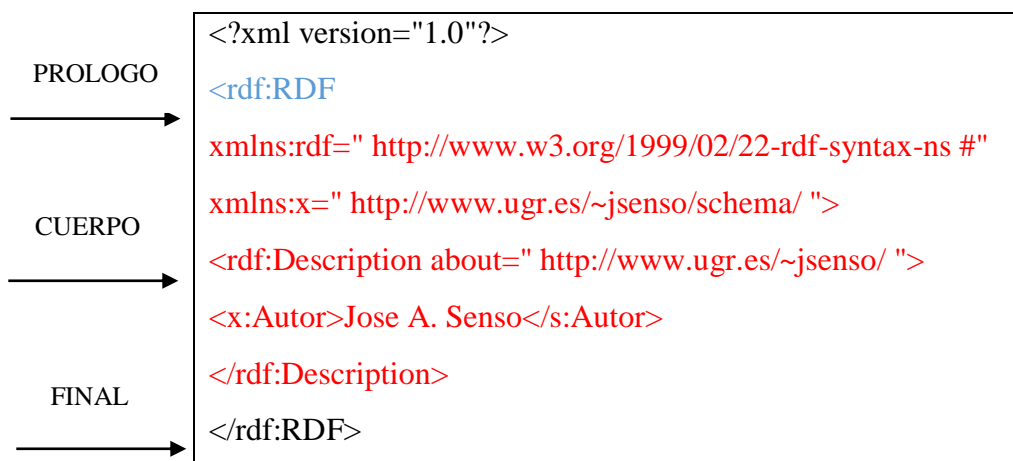 <?xml version="1.0"?>
PROLOGO
<rdf:RDF
xmlns:rdf=" http://www.w3.org/1999/02/22-rdf-syntax-ns #"
xmlns:x=" http://www.ugr.es/~jsenso/schema/ ">
CUERPO
<rdf:Description about=" http://www.ugr.es/~jsenso/ ">
<x:Autor>Jose A. Senso</s:Autor>
</rdf:Description>
FINAL
</rdf:RDF>